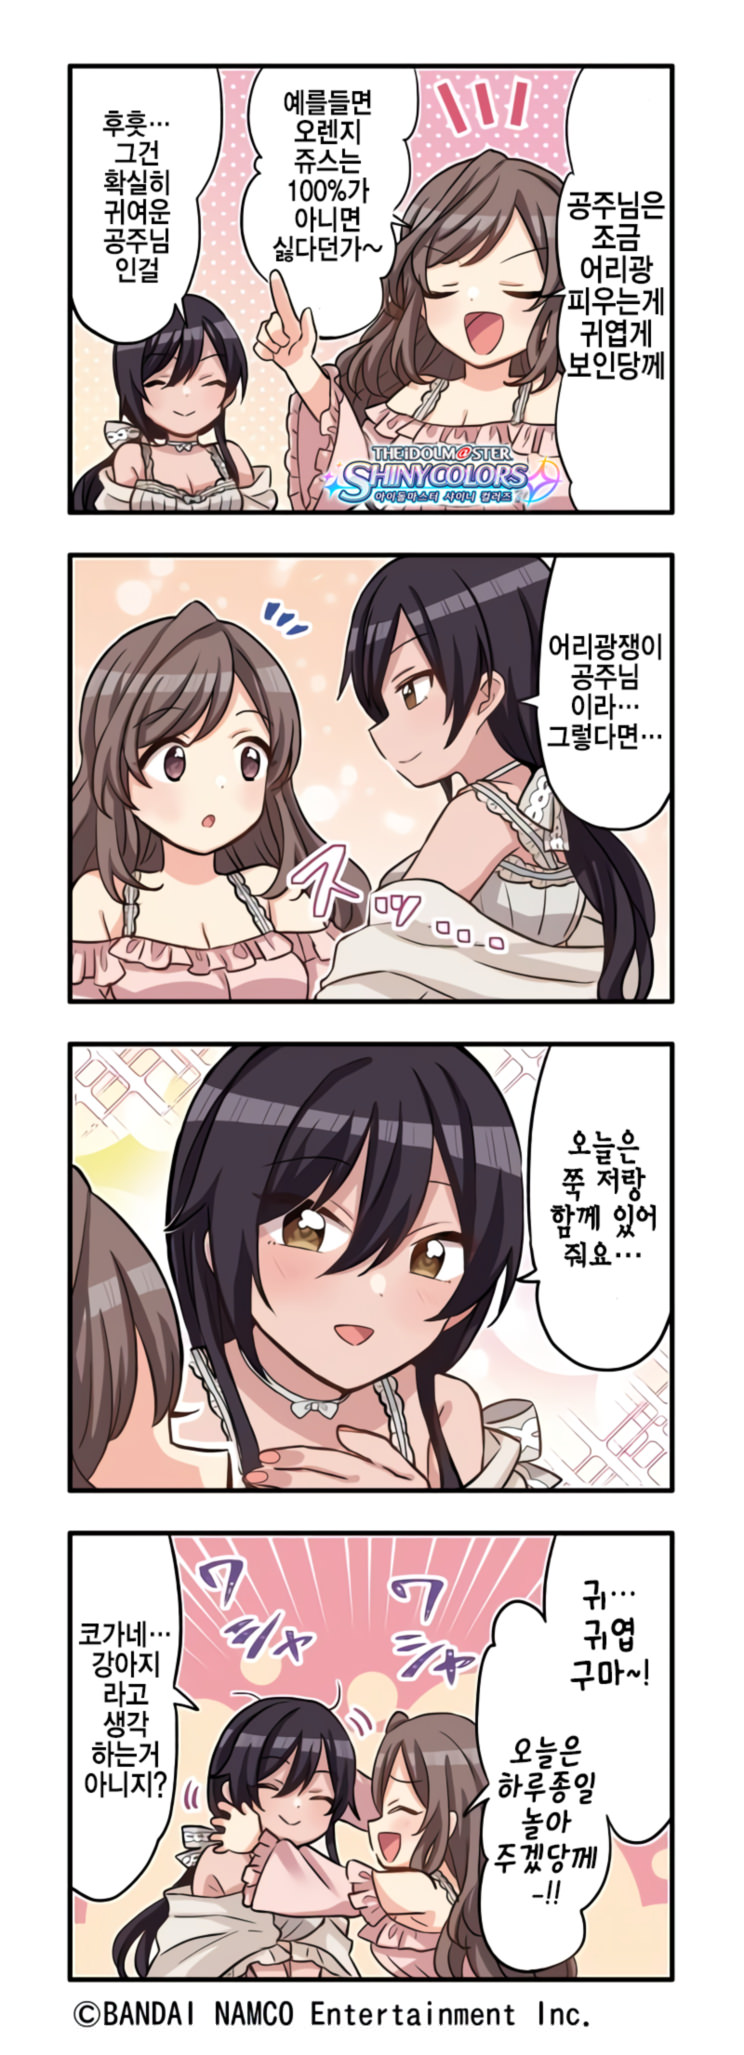 공주님은
조금
어리광
피우는게
귀엽게
보인당께
예를들면
오렌지
쥬스는
100%가
아니면
싫다던가~
후훗…
그건
확실히
귀여운
공주님
인걸
THE iDOLM@STER
SHINY COLORS
아이돌마스터 샤이니 컬러즈
어리광쟁이
공주님
이라…
그렇다면…
スッ…
오늘은
쭉 저랑
함께 있어
줘요…
귀…
귀엽
구마~!
오늘은
하루종일
놀아
주겠당께
-!!
ワシャ
ワシャ
코가네…
강아지
라고
생각
하는거
아니지?
©BANDAI NAMCO Entertainment Inc.